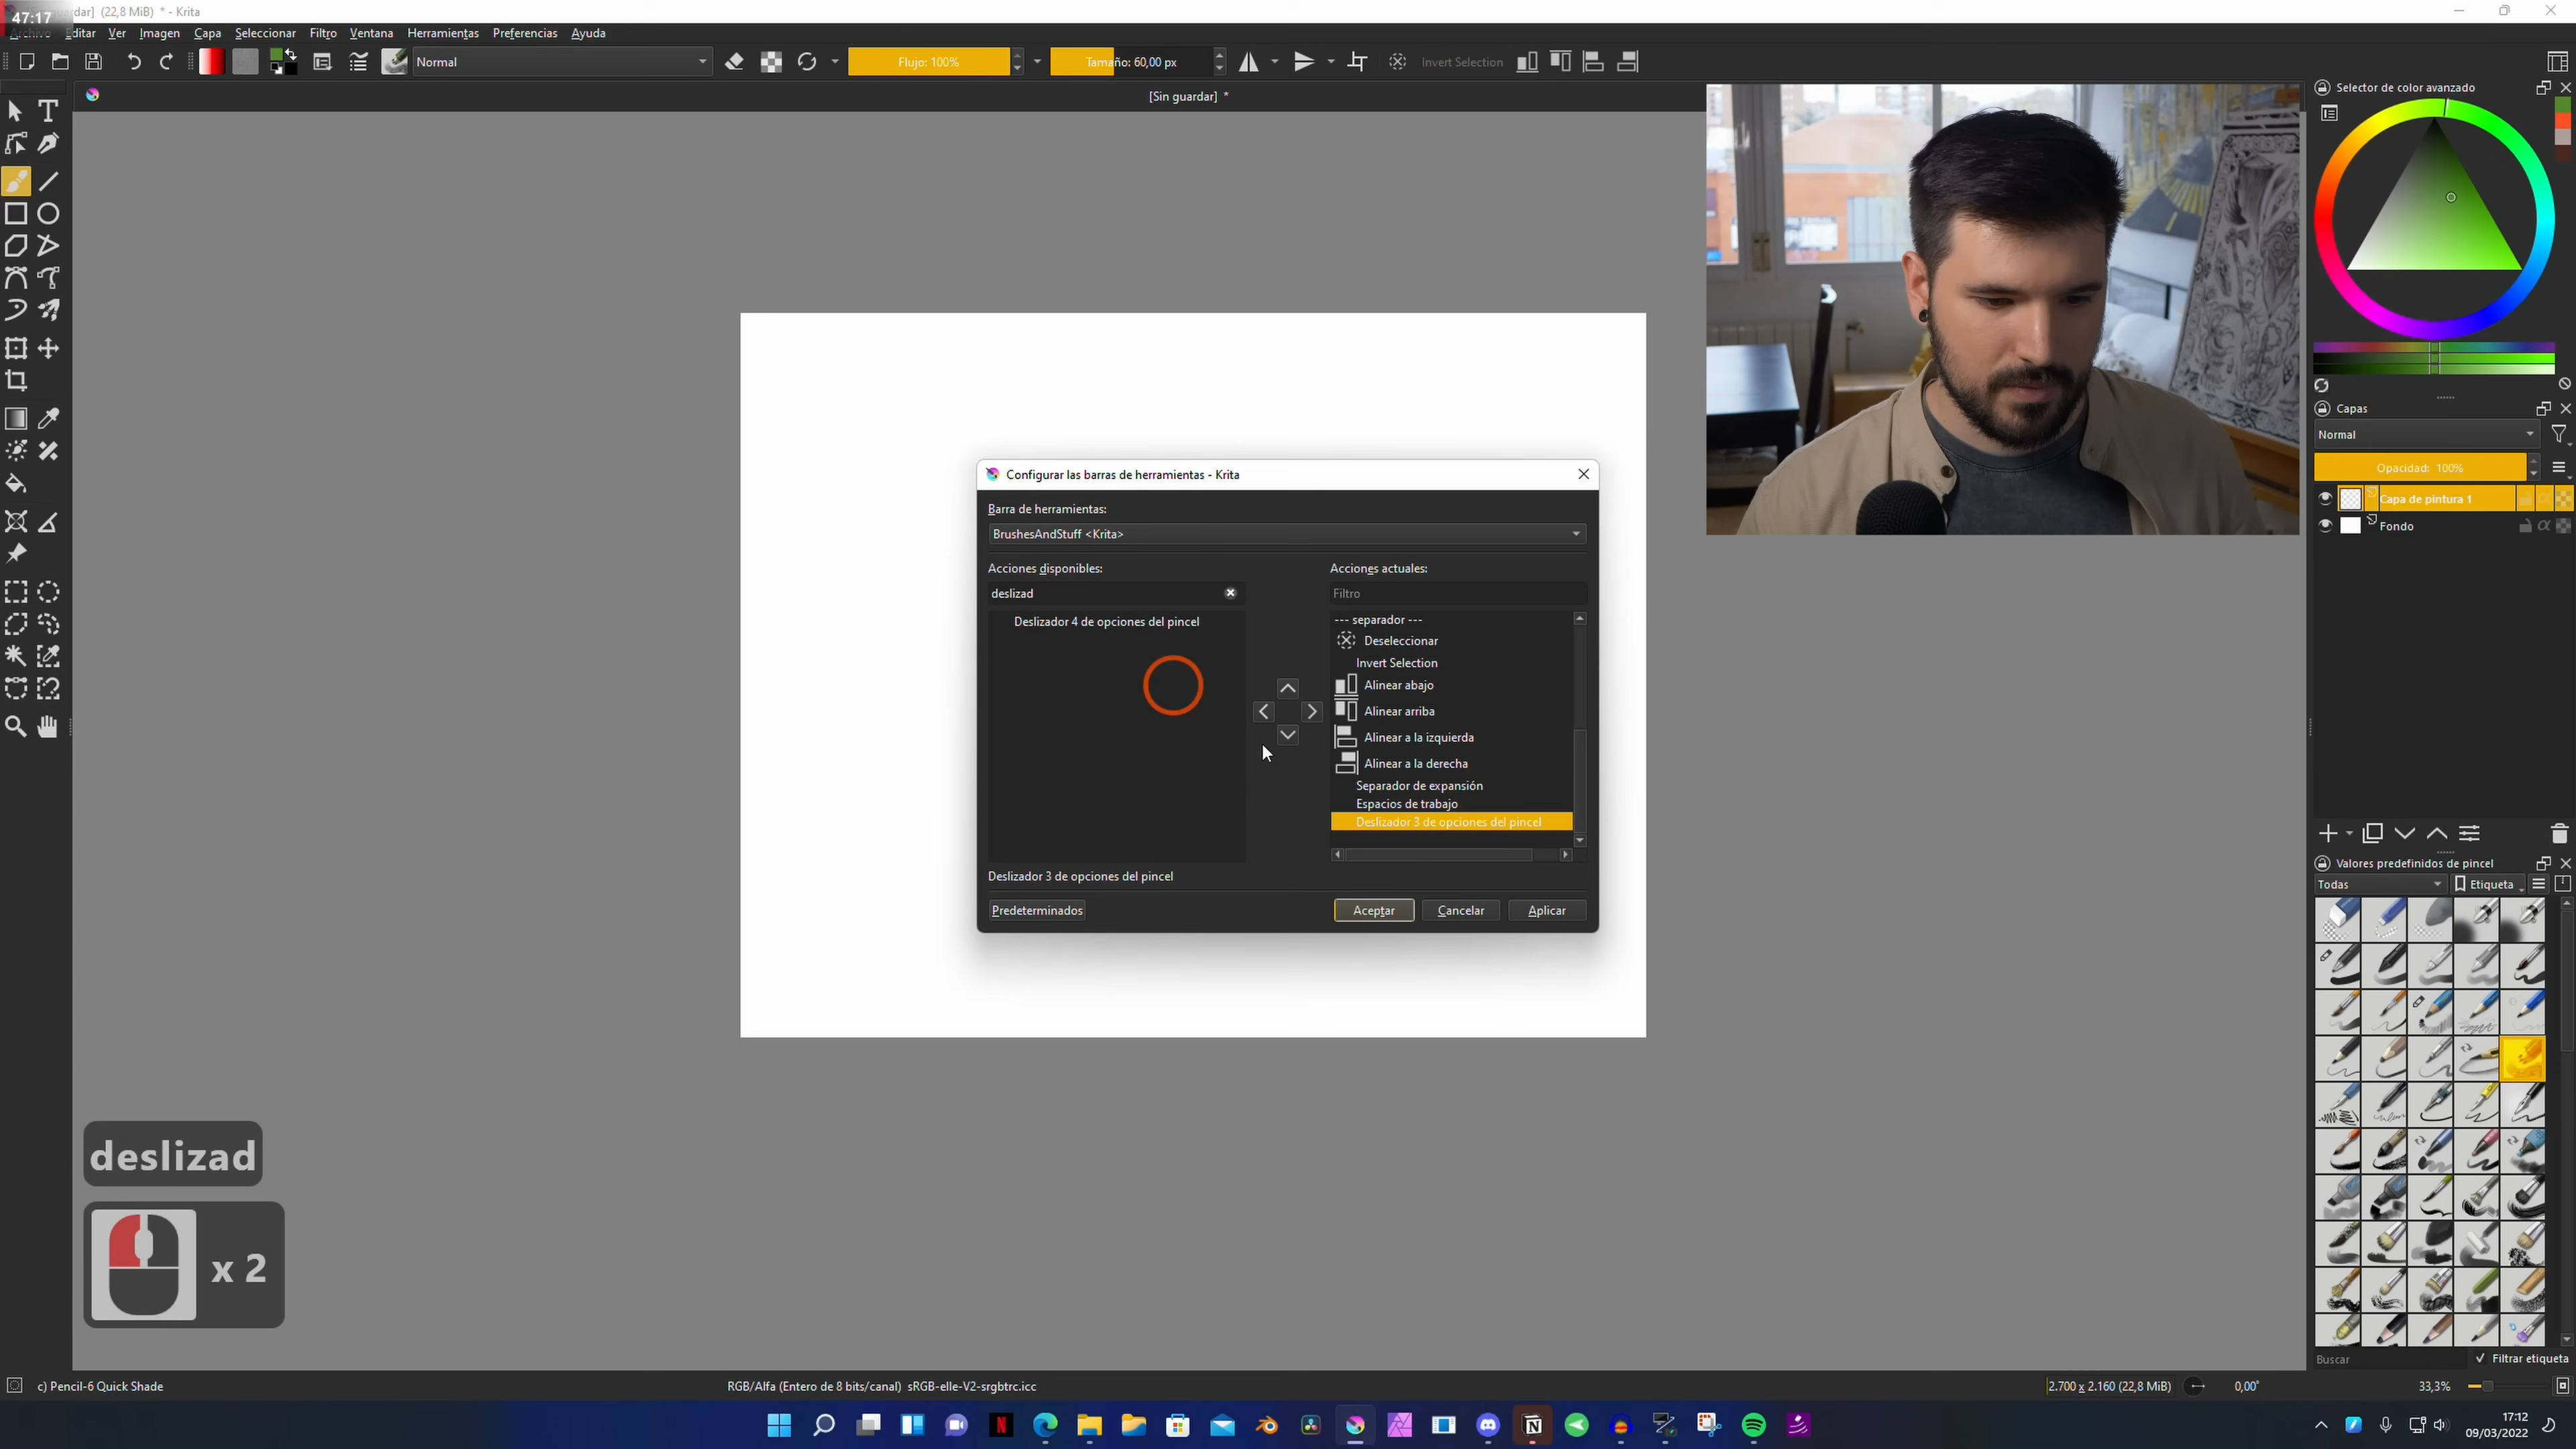 47:17
dar] (22,8 MiB) * - Krita
Archivo Editar Ver Imagen Capa Seleccionar Filtro Ventana Herramientas Preferencias Ayuda
Normal
Flujo: 100%
Tamaño: 60,00 px
Invert Selection
[Sin guardar] *
Selector de color avanzado
Capas
Normal
Opacidad: 100%
Capa de pintura 1
Fondo
Configurar las barras de herramientas - Krita
Barra de herramientas:
BrushesAndStuff <Krita>
Acciones disponibles:
deslizad
Deslizador 4 de opciones del pincel
Acciones actuales:
Filtro
--- separador ---
Deseleccionar
Invert Selection
Alinear abajo
Alinear arriba
Alinear a la izquierda
Alinear a la derecha
Separador de expansión
Espacios de trabajo
Deslizador 3 de opciones del pincel
Deslizador 3 de opciones del pincel
Predeterminados
Aceptar
Cancelar
Aplicar
Valores predefinidos de pincel
Todas
Etiqueta
Buscar
Filtrar etiqueta
deslizad
x 2
c) Pencil-6 Quick Shade
RGB/Alfa (Entero de 8 bits/canal) sRGB-elle-V2-srgbtrc.icc
2.700 x 2.160 (22,8 MiB)
0,00°
33,3%
17:12
09/03/2022